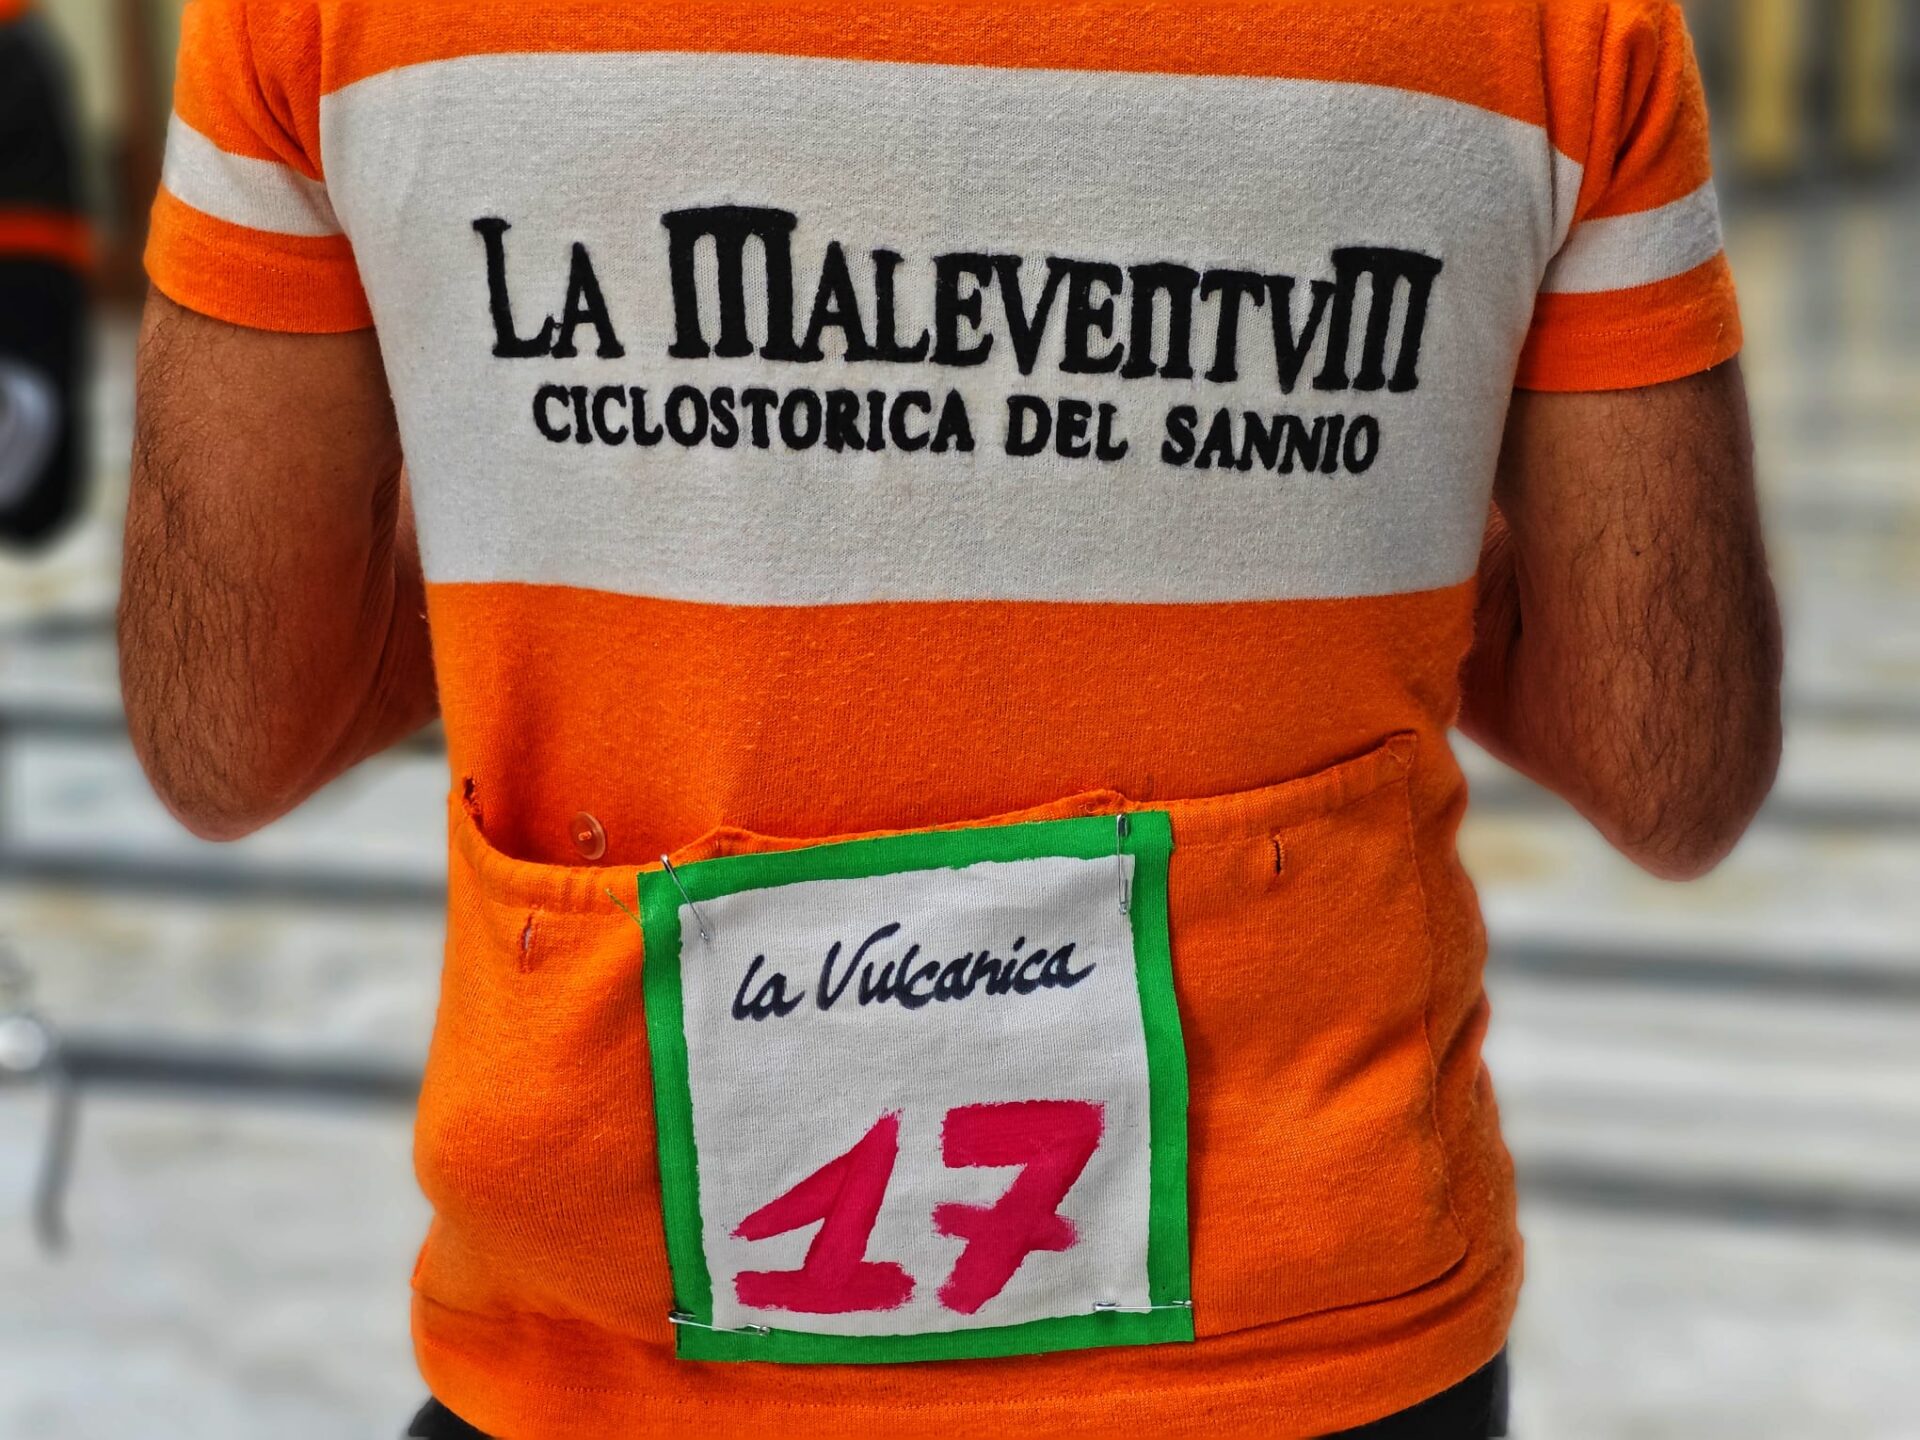 LA MALEVENTVM
CICLOSTORICA DEL SANNIO
la Vulcanica
17